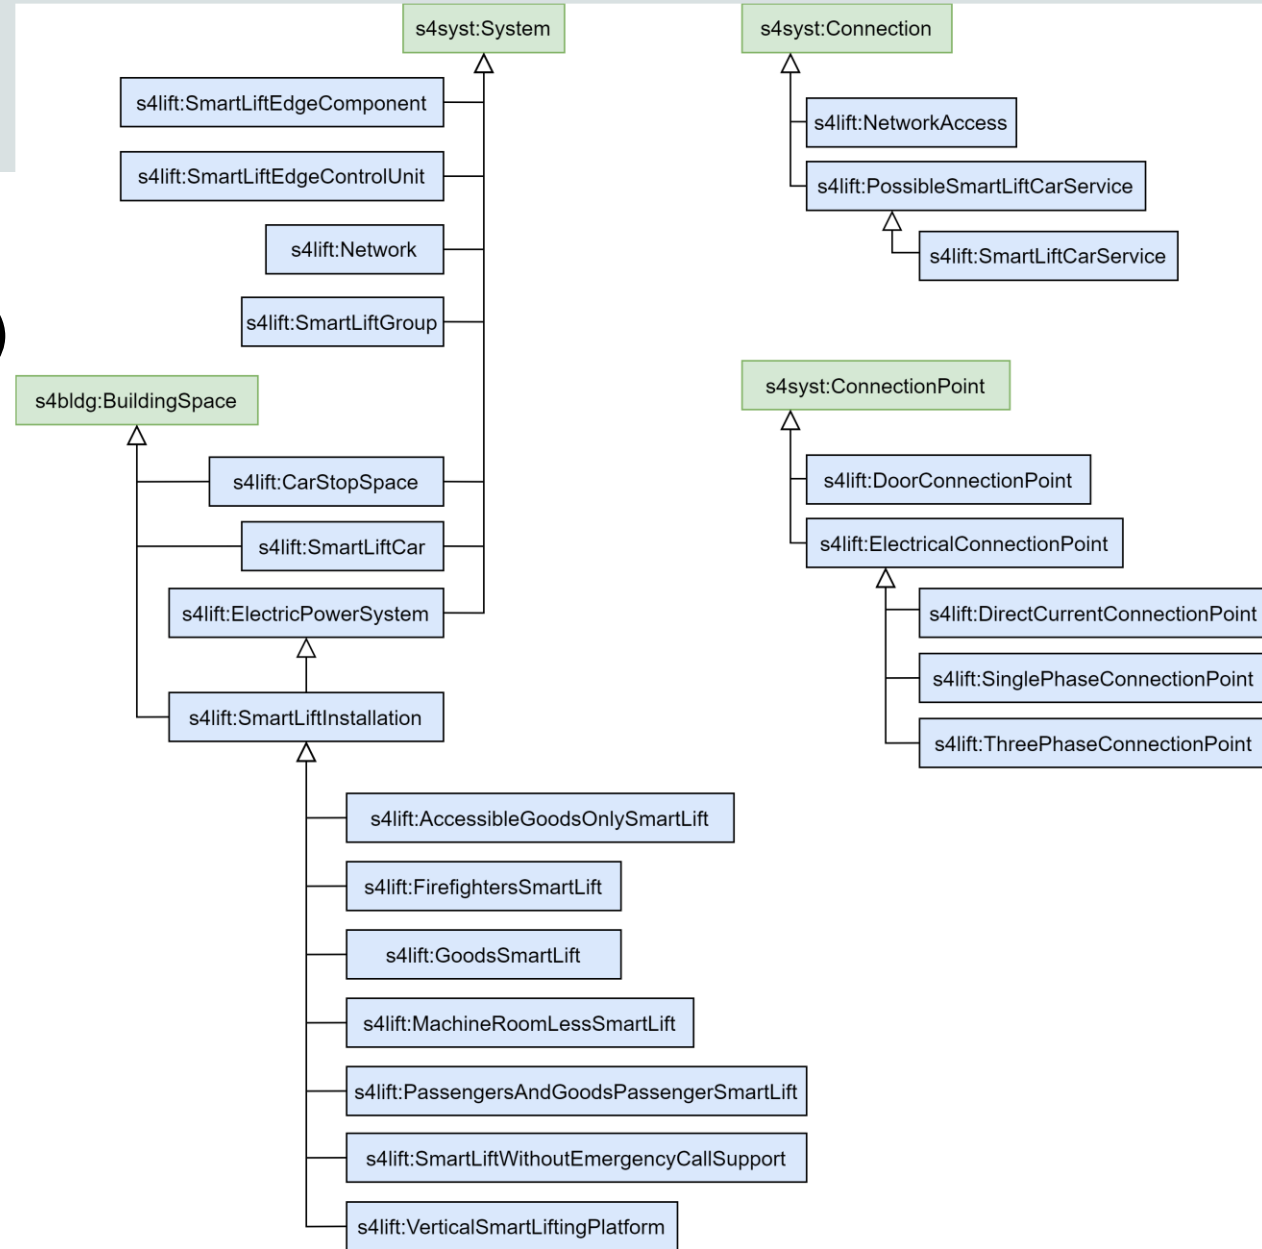 s4syst:System
s4lift:SmartLiftEdgeComponent
s4lift:SmartLiftEdgeControlUnit
s4lift:Network
s4lift:SmartLiftGroup
s4bldg:BuildingSpace
s4lift:CarStopSpace
s4lift:SmartLiftCar
s4lift:ElectricPowerSystem
s4lift:SmartLiftInstallation
s4lift:AccessibleGoodsOnlySmartLift
s4lift:FirefightersSmartLift
s4lift:GoodsSmartLift
s4lift:MachineRoomLessSmartLift
s4lift:PassengersAndGoodsPassengerSmartLift
s4lift:SmartLiftWithoutEmergencyCallSupport
s4lift:VerticalSmartLiftingPlatform
s4syst:Connection
s4lift:NetworkAccess
s4lift:PossibleSmartLiftCarService
s4lift:SmartLiftCarService
s4syst:ConnectionPoint
s4lift:DoorConnectionPoint
s4lift:ElectricalConnectionPoint
s4lift:DirectCurrentConnectionPoint
s4lift:SinglePhaseConnectionPoint
s4lift:ThreePhaseConnectionPoint